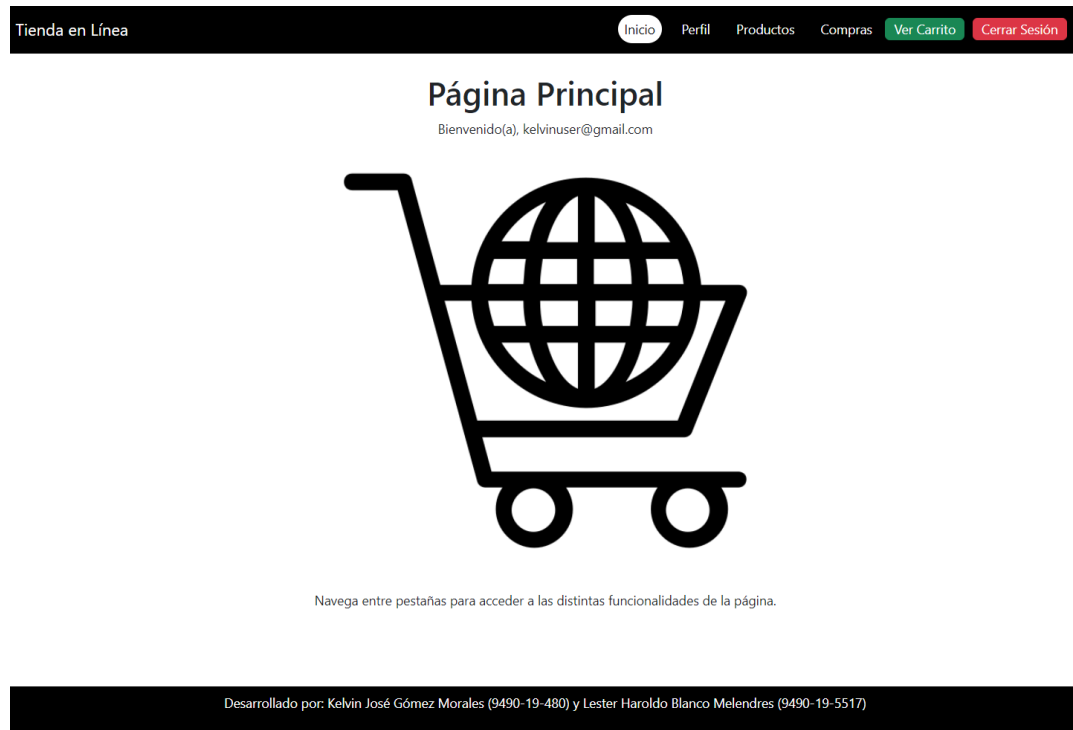 Tienda en Línea
Inicio Perfil Productos Compras Ver Carrito Cerrar Sesión
Página Principal
Bienvenido(a), kelvinuser@gmail.com
Navega entre pestañas para acceder a las distintas funcionalidades de la página.
Desarrollado por: Kelvin José Gómez Morales (9490-19-480) y Lester Haroldo Blanco Melendres (9490-19-5517)